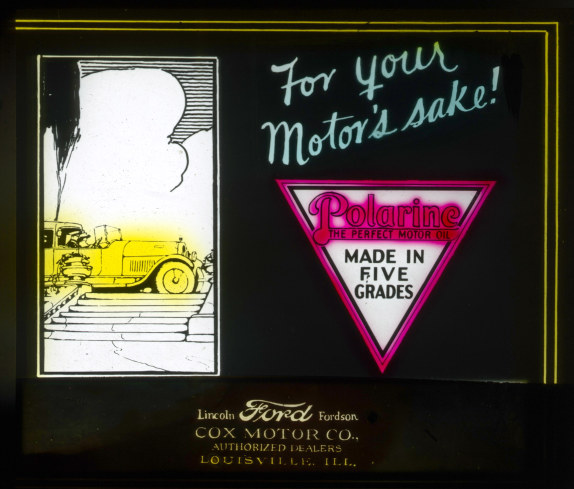 For your
Motor's sake!
Polarine
THE PERFECT MOTOR OIL
MADE IN
FIVE
GRADES
Lincoln Ford Fordson
COX MOTOR CO.,
AUTHORIZED DEALERS
LOUISVILLE, ILL.